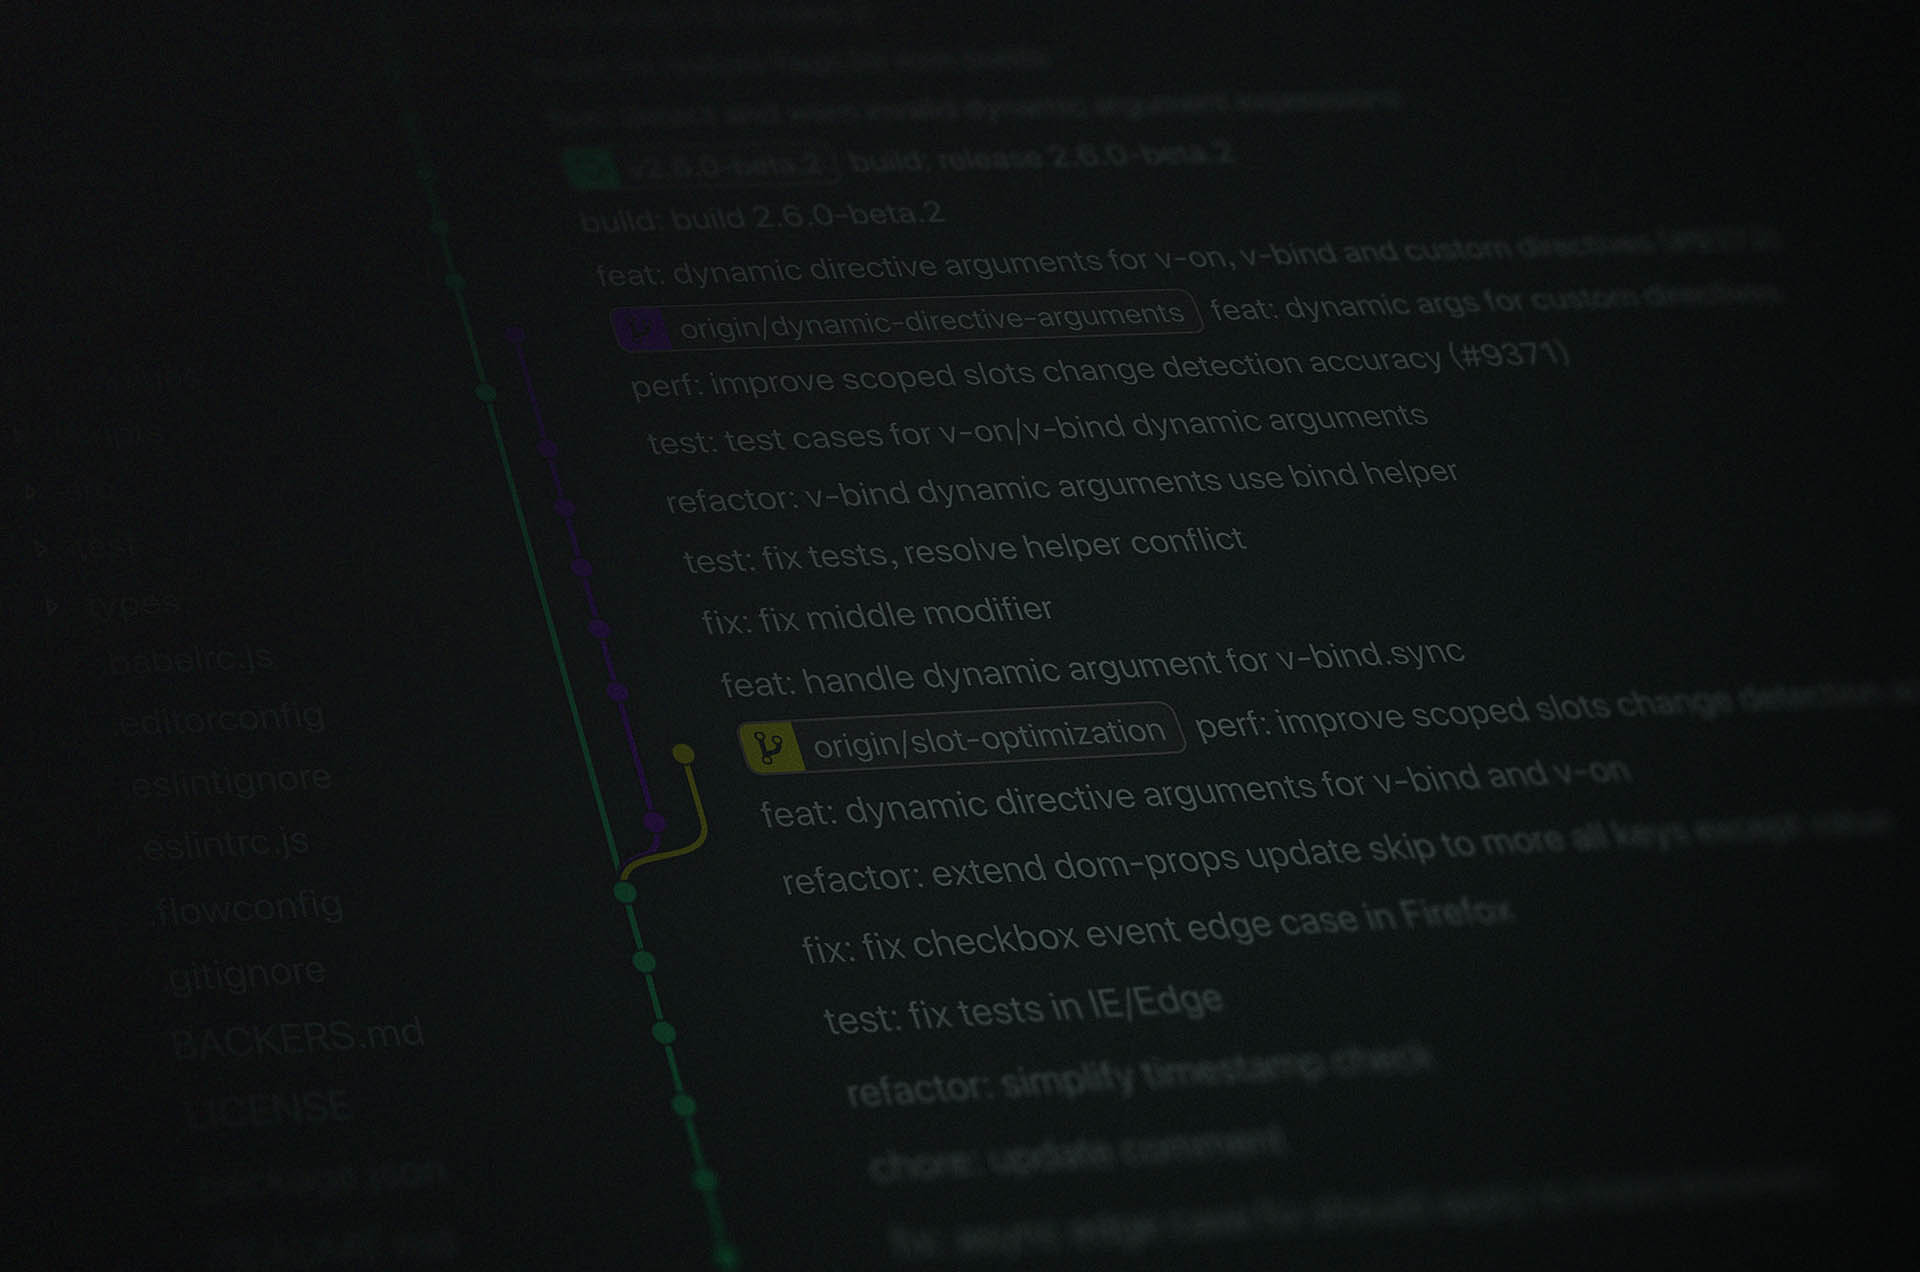 v2.6.0-beta.2 build: release 2.6.0-beta.2
build: build 2.6.0-beta.2
feat: dynamic directive arguments for v-on, v-bind and custom directives
origin/dynamic-directive-arguments feat: dynamic args for custom directives
perf: improve scoped slots change detection accuracy (#9371)
test: test cases for v-on/v-bind dynamic arguments
refactor: v-bind dynamic arguments use bind helper
test: fix tests, resolve helper conflict
fix: fix middle modifier
feat: handle dynamic argument for v-bind.sync
origin/slot-optimization perf: improve scoped slots change detection
feat: dynamic directive arguments for v-bind and v-on
refactor: extend dom-props update skip to more all keys except value
fix: fix checkbox event edge case in Firefox
test: fix tests in IE/Edge
refactor: simplify timestamp check
chore: update comment
test
types
.babelrc.js
.editorconfig
.eslintignore
.eslintrc.js
.flowconfig
.gitignore
BACKERS.md
LICENSE
package.json